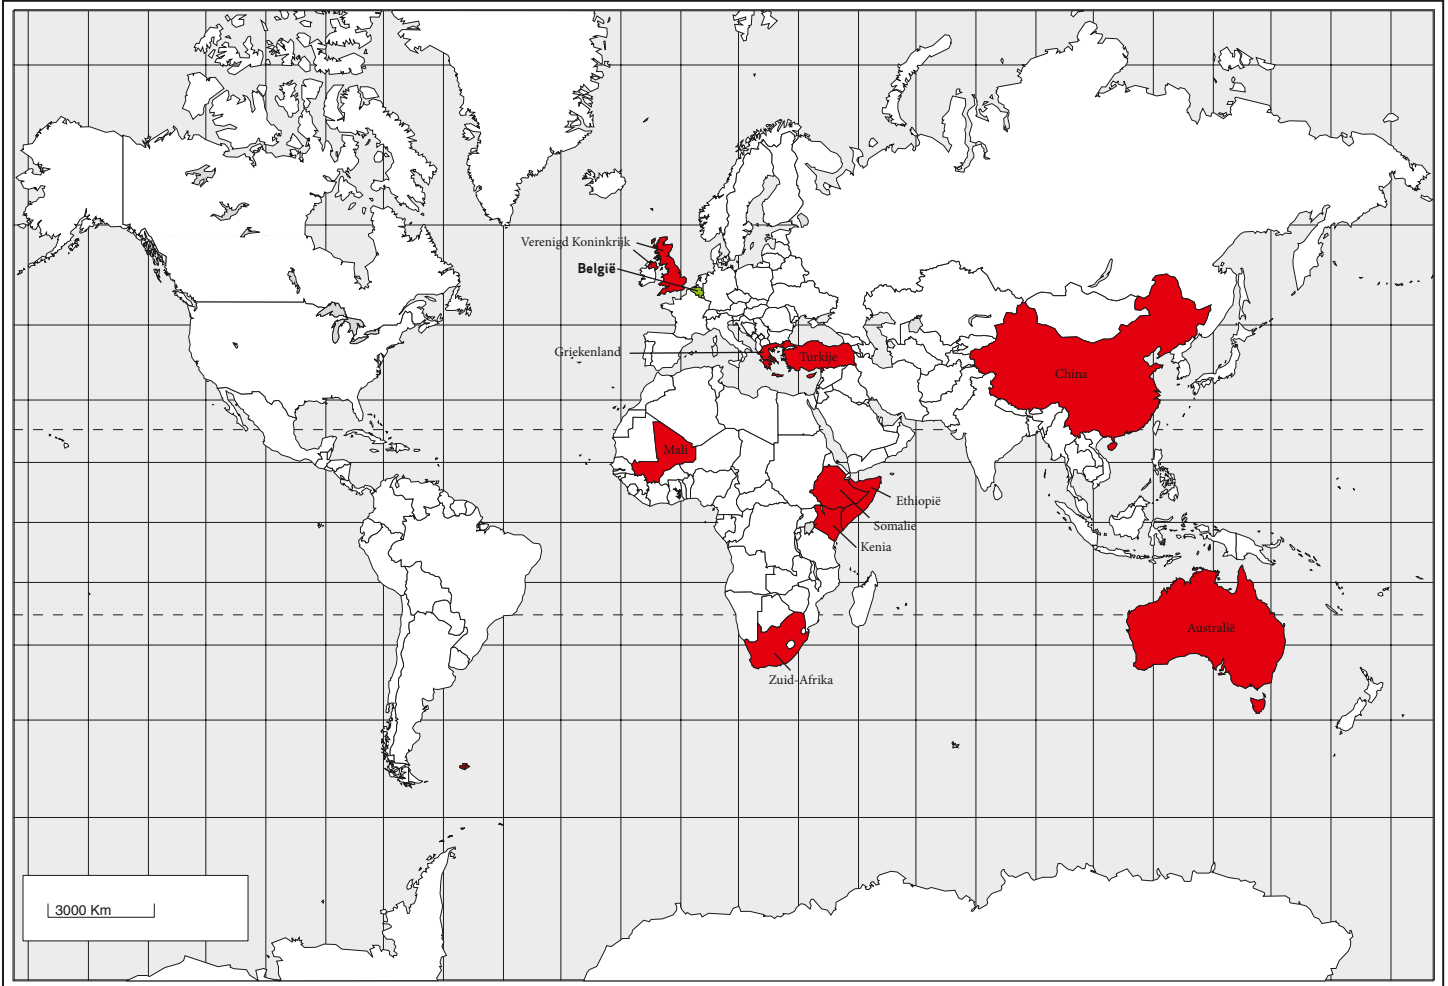 Verenigd Koninkrijk
België
Griekenland
Turkije
China
Mali
Ethiopië
Somalië
Kenia
Australië
Zuid-Afrika
3000 Km